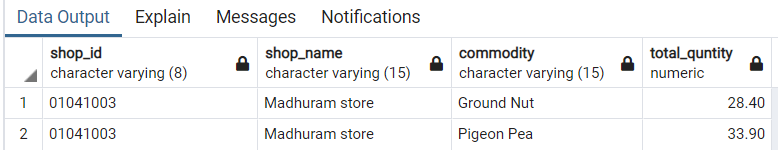 Data Output Explain Messages Notifications
shop_id shop_name commodity total_quntity
character varying (8) character varying (15) character varying (15) numeric
1 01041003 Madhuram store Ground Nut 28.40
2 01041003 Madhuram store Pigeon Pea 33.90